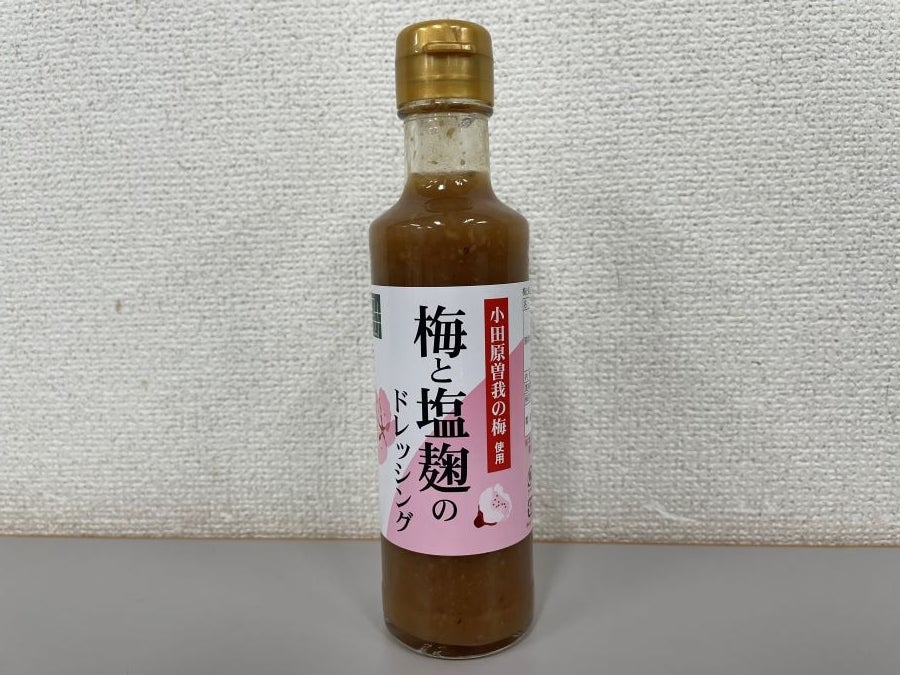 小田原曽我の梅使用
梅と塩麹の
ドレッシング